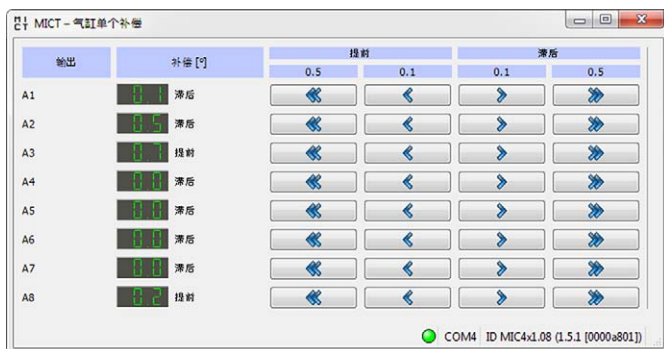 MICT – 气缸单个补偿
输出 补偿 [°] 提前 滞后
0.5 0.1 0.1 0.5
A1 0.1 滞后
A2 0.5 滞后
A3 0.7 提前
A4 0.0 滞后
A5 0.0 滞后
A6 0.0 滞后
A7 0.0 滞后
A8 0.2 提前
COM4 ID MIC4x1.08 (1.5.1 [0000a801])